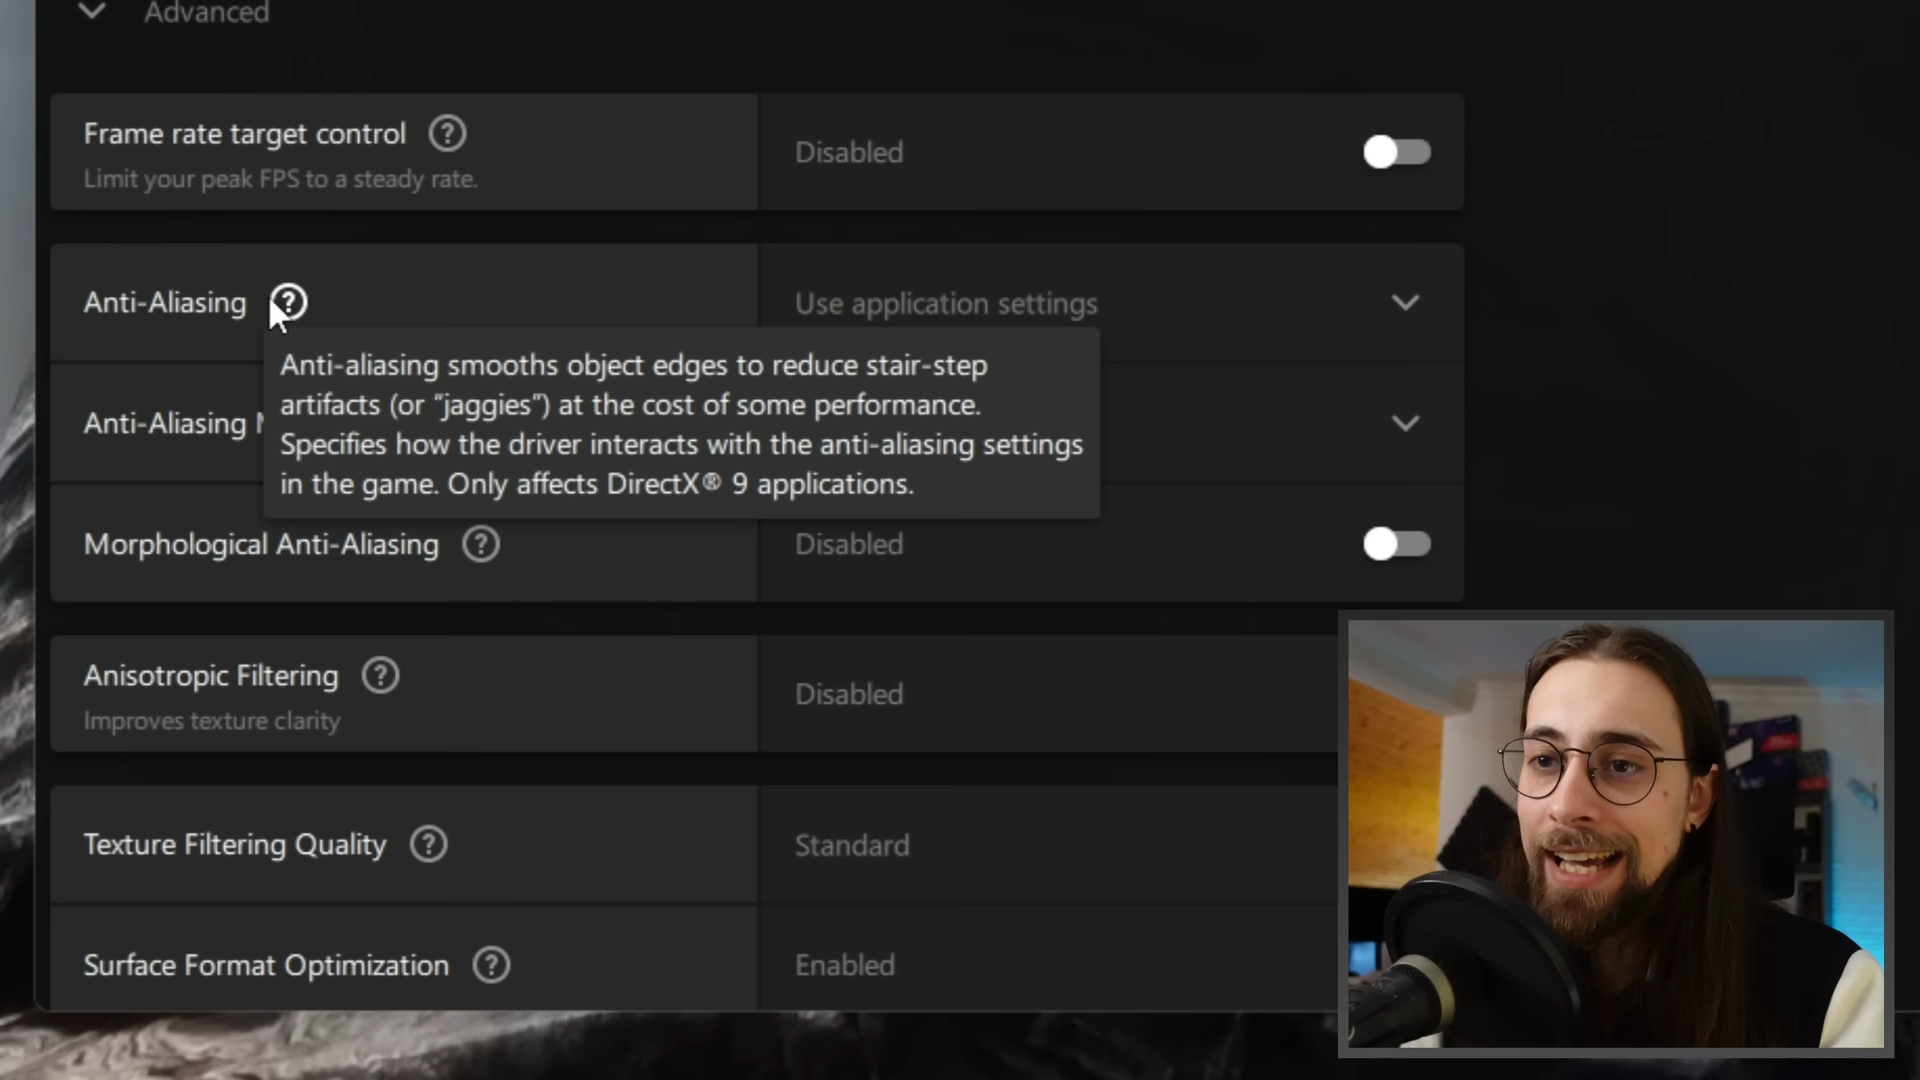 Advanced
Frame rate target control
Limit your peak FPS to a steady rate.
Disabled
Anti-Aliasing
Use application settings
Anti-aliasing smooths object edges to reduce stair-step
artifacts (or “jaggies”) at the cost of some performance.
Specifies how the driver interacts with the anti-aliasing settings
in the game. Only affects DirectX® 9 applications.
Anti-Aliasing
Morphological Anti-Aliasing
Disabled
Anisotropic Filtering
Improves texture clarity
Disabled
Texture Filtering Quality
Standard
Surface Format Optimization
Enabled